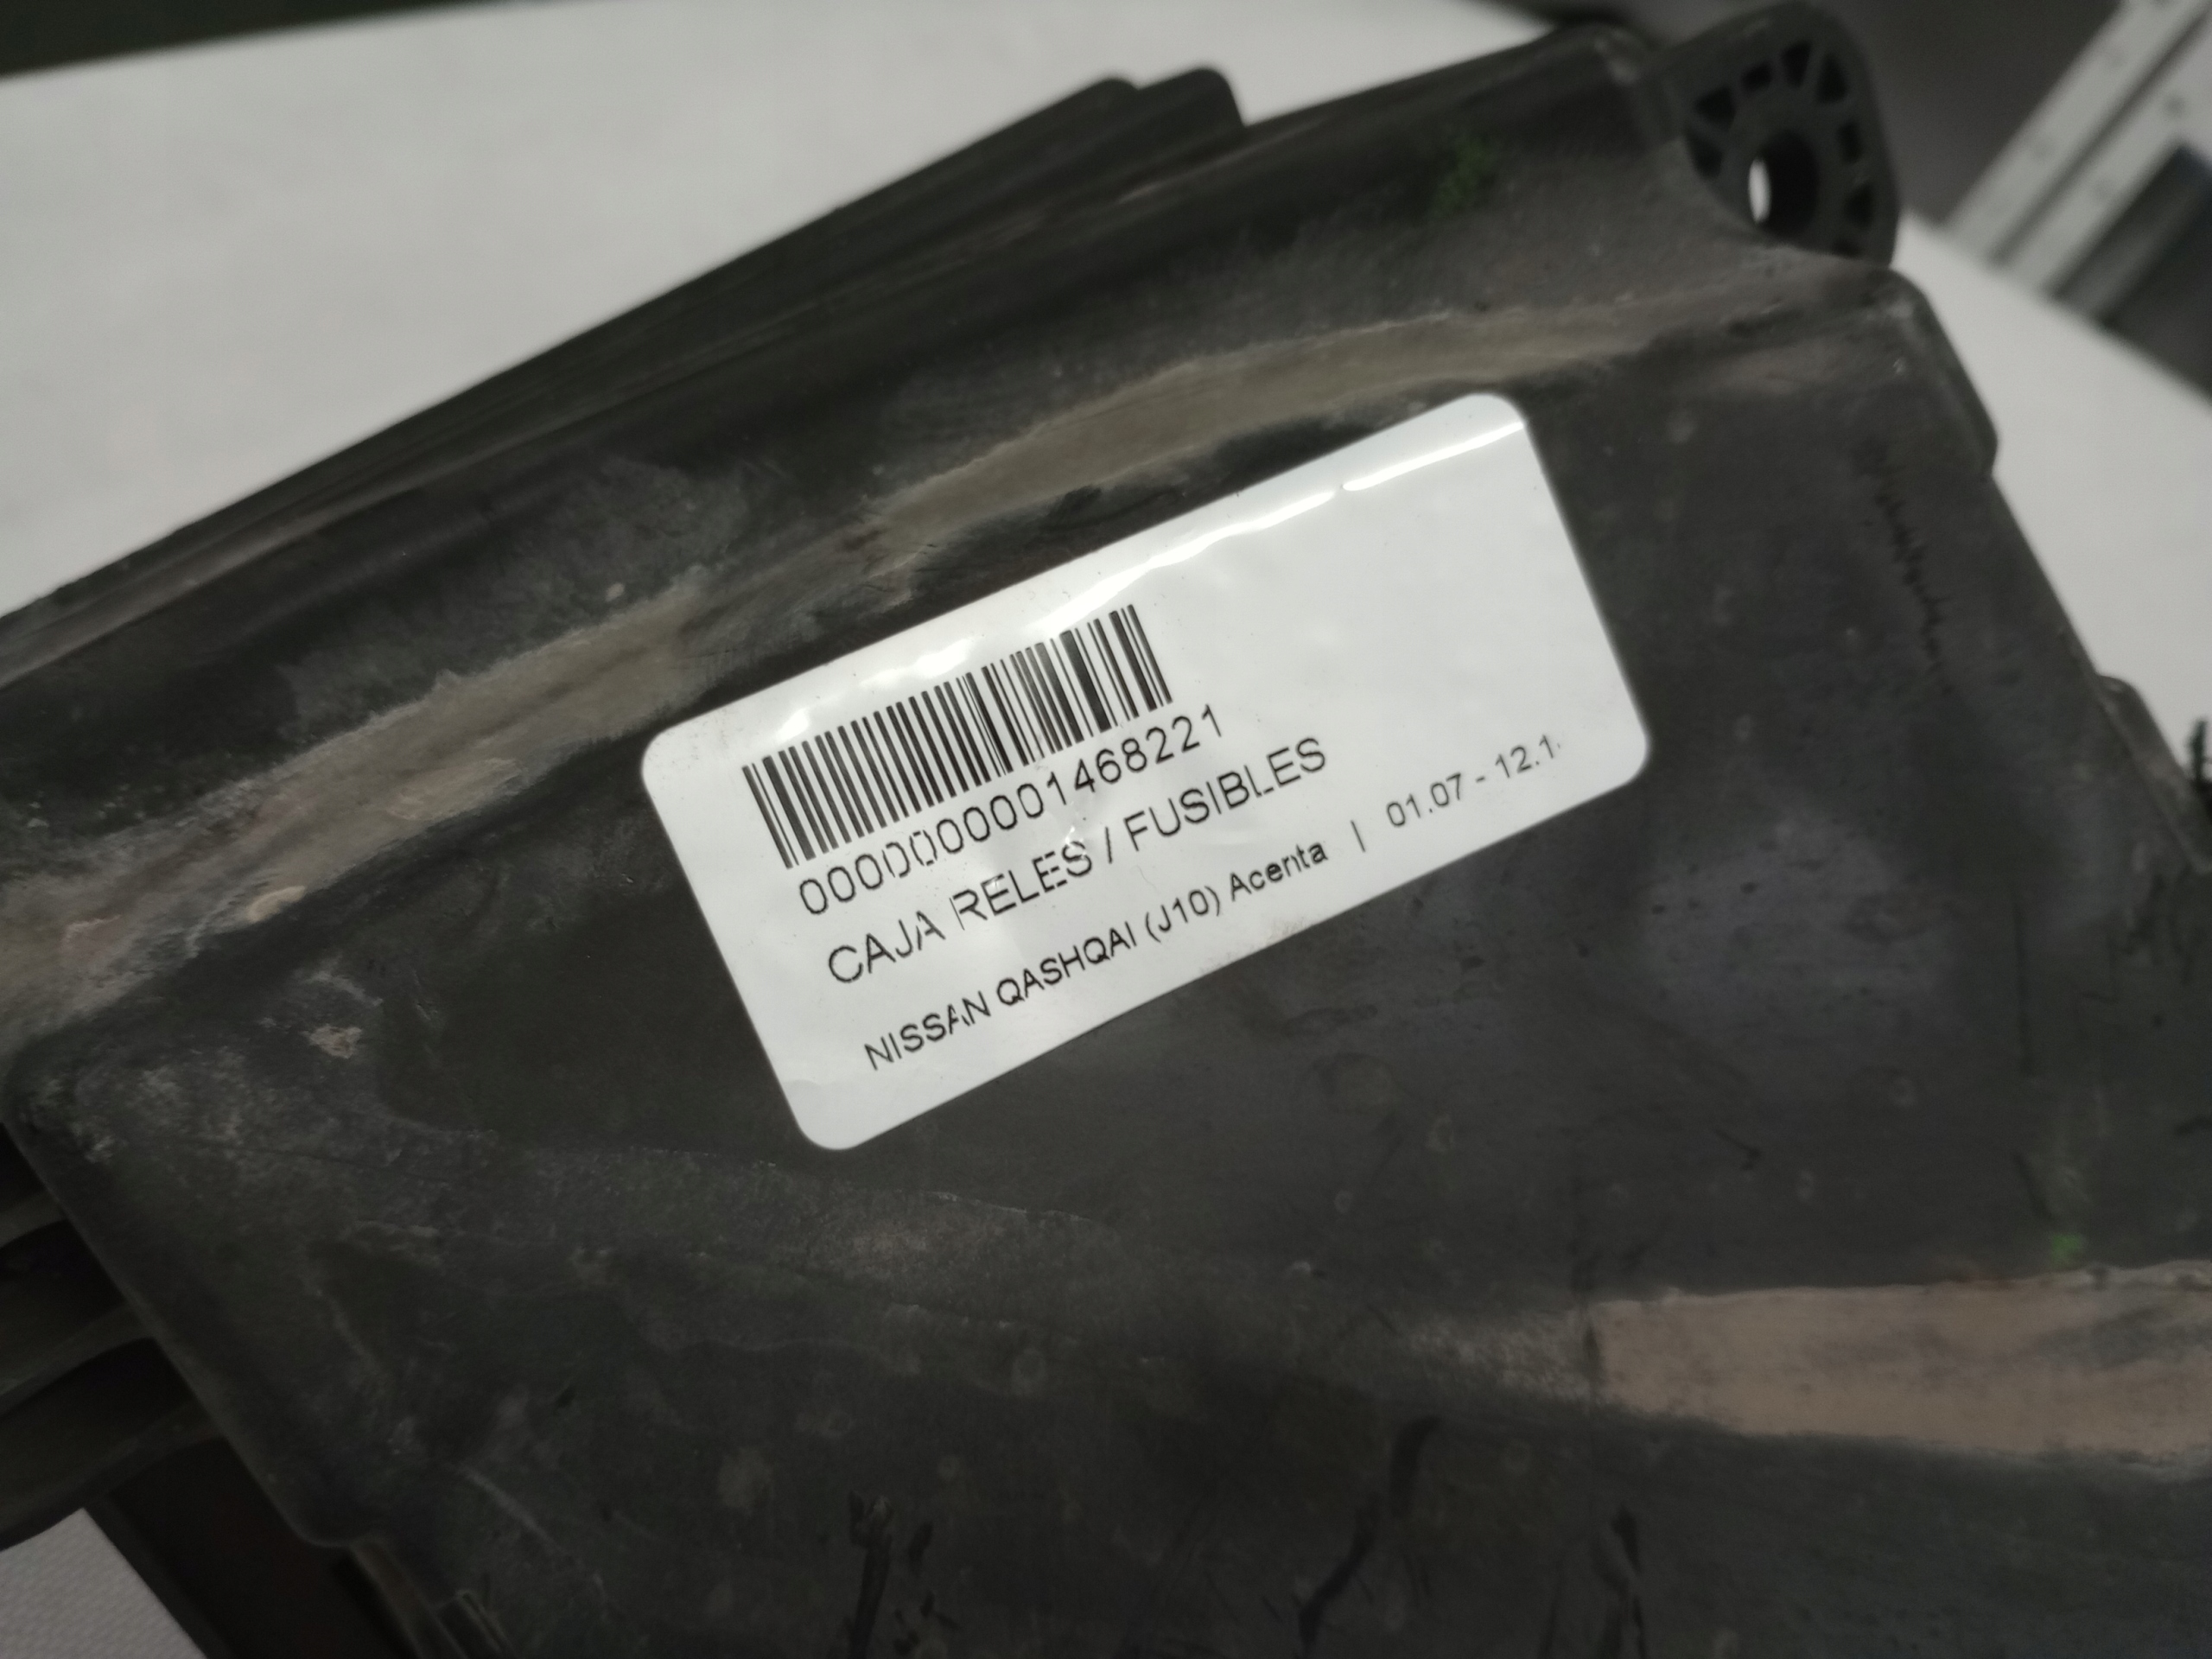 0000000001468221
CAJA RELES / FUSIBLES
NISSAN QASHQAI (J10) Acenta | 01.07 - 12.1